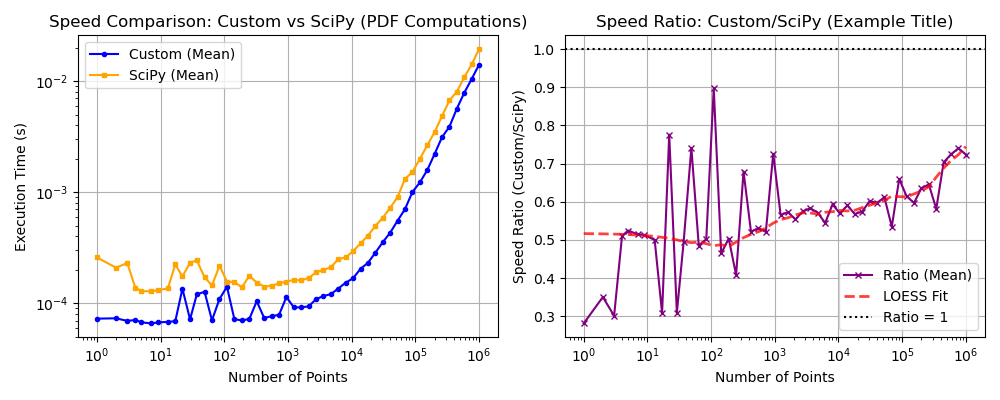 Speed Comparison: Custom vs SciPy (PDF Computations)
Custom (Mean)
SciPy (Mean)
Execution Time (s)
10⁻²
10⁻³
10⁻⁴
10⁰ 10¹ 10² 10³ 10⁴ 10⁵ 10⁶
Number of Points
Speed Ratio: Custom/SciPy (Example Title)
Speed Ratio (Custom/SciPy)
1.0
0.9
0.8
0.7
0.6
0.5
0.4
0.3
Ratio (Mean)
LOESS Fit
Ratio = 1
10⁰ 10¹ 10² 10³ 10⁴ 10⁵ 10⁶
Number of Points